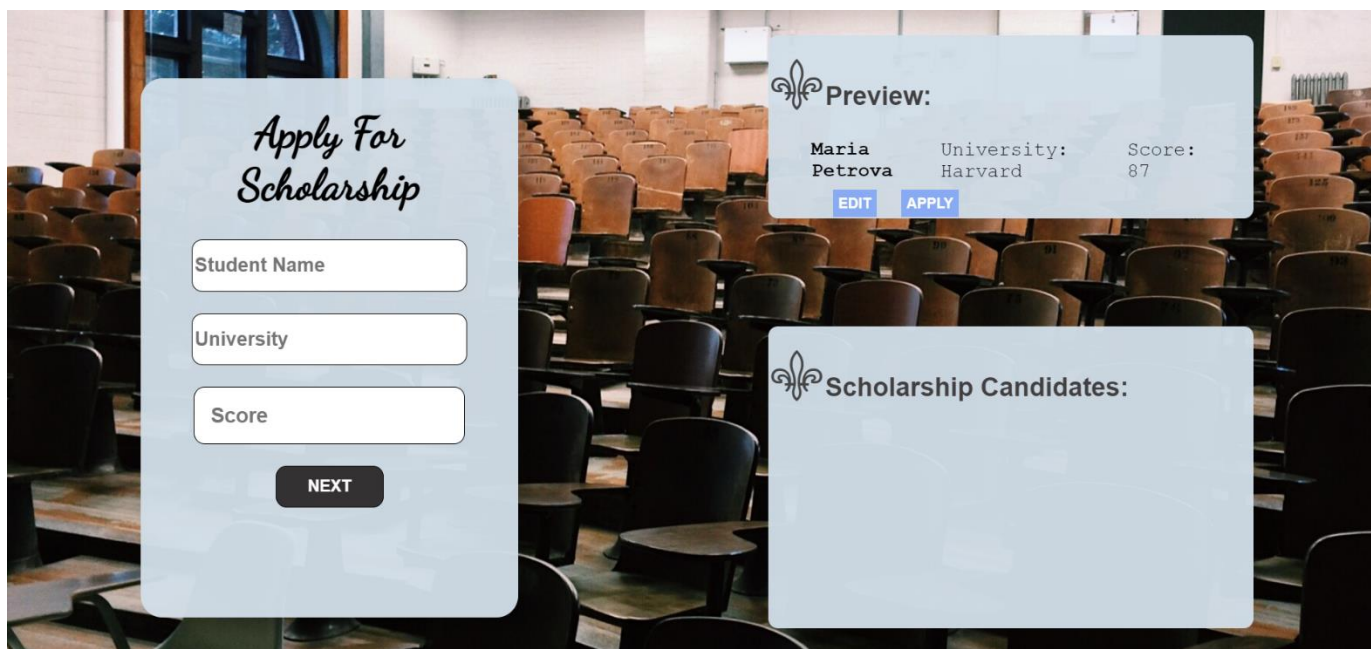 Apply For
Scholarship
Student Name
University
Score
NEXT
Preview:
Maria University: Score:
Petrova Harvard 87
EDIT APPLY
Scholarship Candidates: